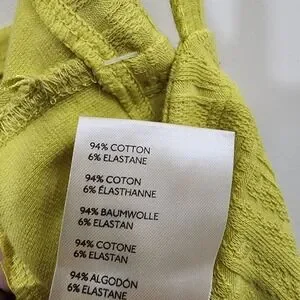 94% COTTON
6% ELASTANE
94% COTON
6% ÉLASTHANNE
94% BAUMWOLLE
6% ELASTAN
94% COTONE
6% ELASTAN
94% ALGODÓN
6% ELASTANE